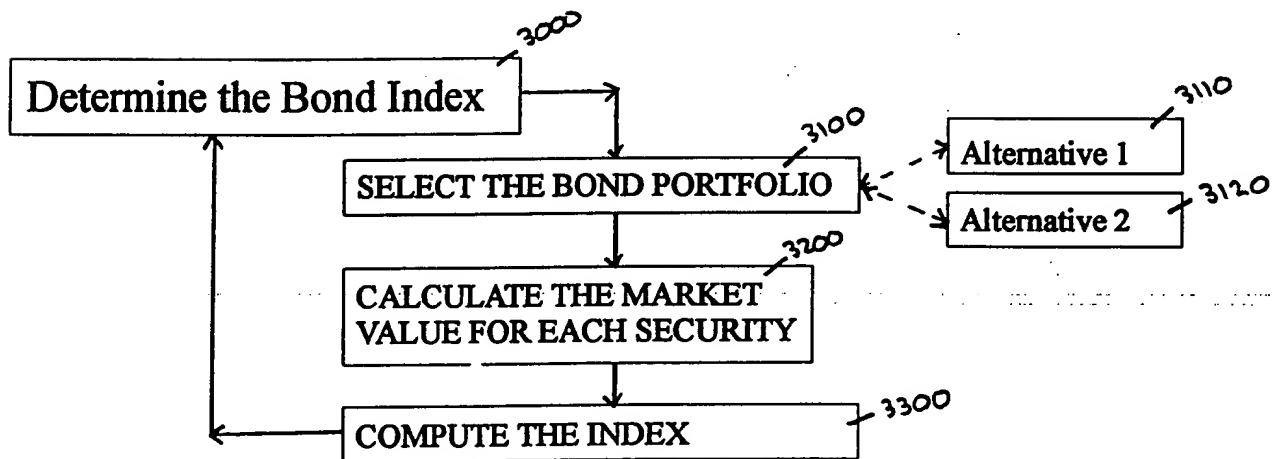 3000
Determine the Bond Index
3100
3110
SELECT THE BOND PORTFOLIO
Alternative 1
3120
Alternative 2
3200
CALCULATE THE MARKET
VALUE FOR EACH SECURITY
3300
COMPUTE THE INDEX